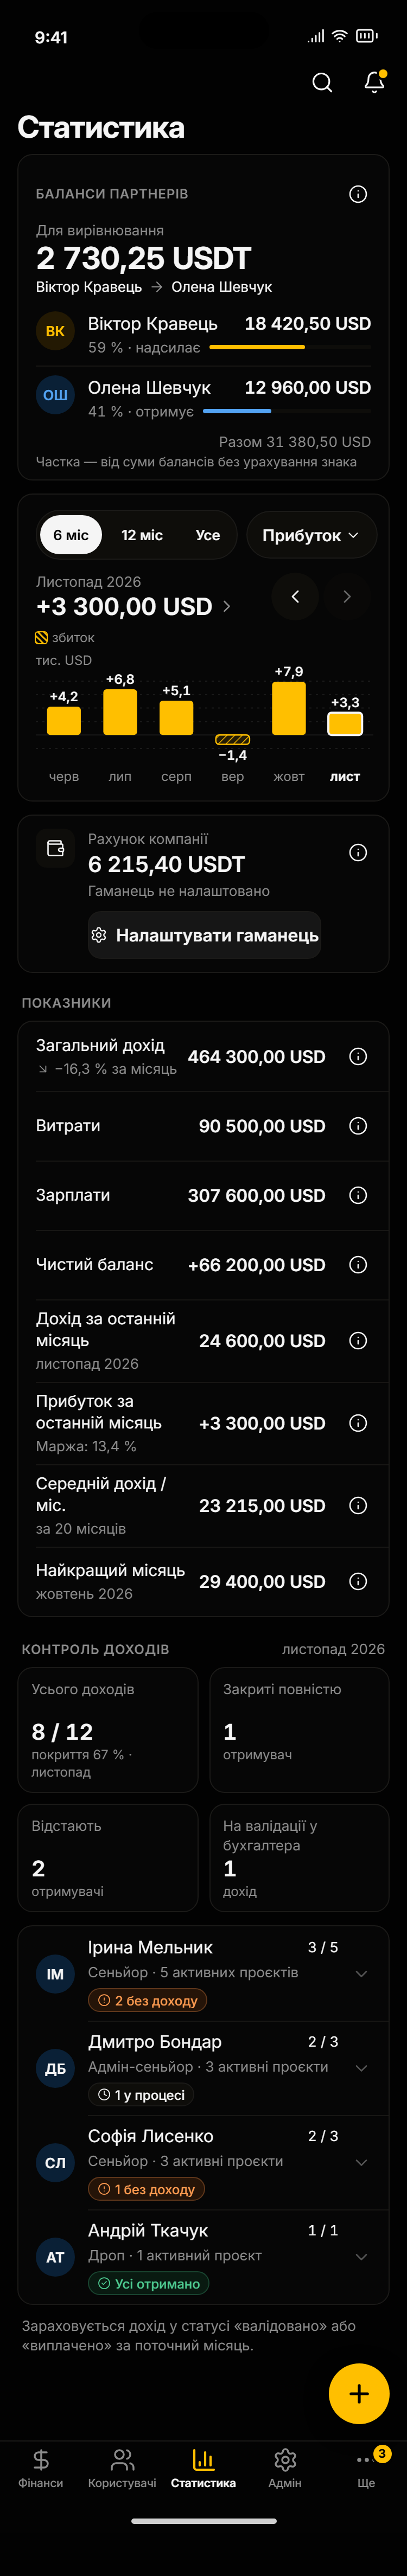 9:41
Статистика
БАЛАНСИ ПАРТНЕРІВ
Для вирівнювання
2 730,25 USDT
Віктор Кравець → Олена Шевчук
ВК
Віктор Кравець
18 420,50 USD
59 % · надсилає
ОШ
Олена Шевчук
12 960,00 USD
41 % · отримує
Разом 31 380,50 USD
Частка — від суми балансів без урахування знака
6 міс 12 міс Усе
Прибуток
Листопад 2026
+3 300,00 USD
збиток
тис. USD
+4,2 +6,8 +5,1 −1,4 +7,9 +3,3
черв лип серп вер жовт лист
Рахунок компанії
6 215,40 USDT
Гаманець не налаштовано
Налаштувати гаманець
ПОКАЗНИКИ
Загальний дохід
464 300,00 USD
−16,3 % за місяць
Витрати 90 500,00 USD
Зарплати 307 600,00 USD
Чистий баланс +66 200,00 USD
Дохід за останній
місяць
24 600,00 USD
листопад 2026
Прибуток за
останній місяць
+3 300,00 USD
Маржа: 13,4 %
Середній дохід /
міс.
23 215,00 USD
за 20 місяців
Найкращий місяць
29 400,00 USD
жовтень 2026
КОНТРОЛЬ ДОХОДІВ
листопад 2026
Усього доходів
8 / 12
покриття 67 % ·
листопад
Закриті повністю
1
отримувач
Відстають
2
отримувачі
На валідації у
бухгалтера
1
дохід
ІМ
Ірина Мельник
3 / 5
Сеньйор · 5 активних проєктів
2 без доходу
ДБ
Дмитро Бондар
2 / 3
Адмін-сеньйор · 3 активні проєкти
1 у процесі
СЛ
Софія Лисенко
2 / 3
Сеньйор · 3 активні проєкти
1 без доходу
АТ
Андрій Ткачук
1 / 1
Дроп · 1 активний проєкт
Усі отримано
Зараховується дохід у статусі «валідовано» або
«виплачено» за поточний місяць.
3
Фінанси Користувачі Статистика Адмін Ще